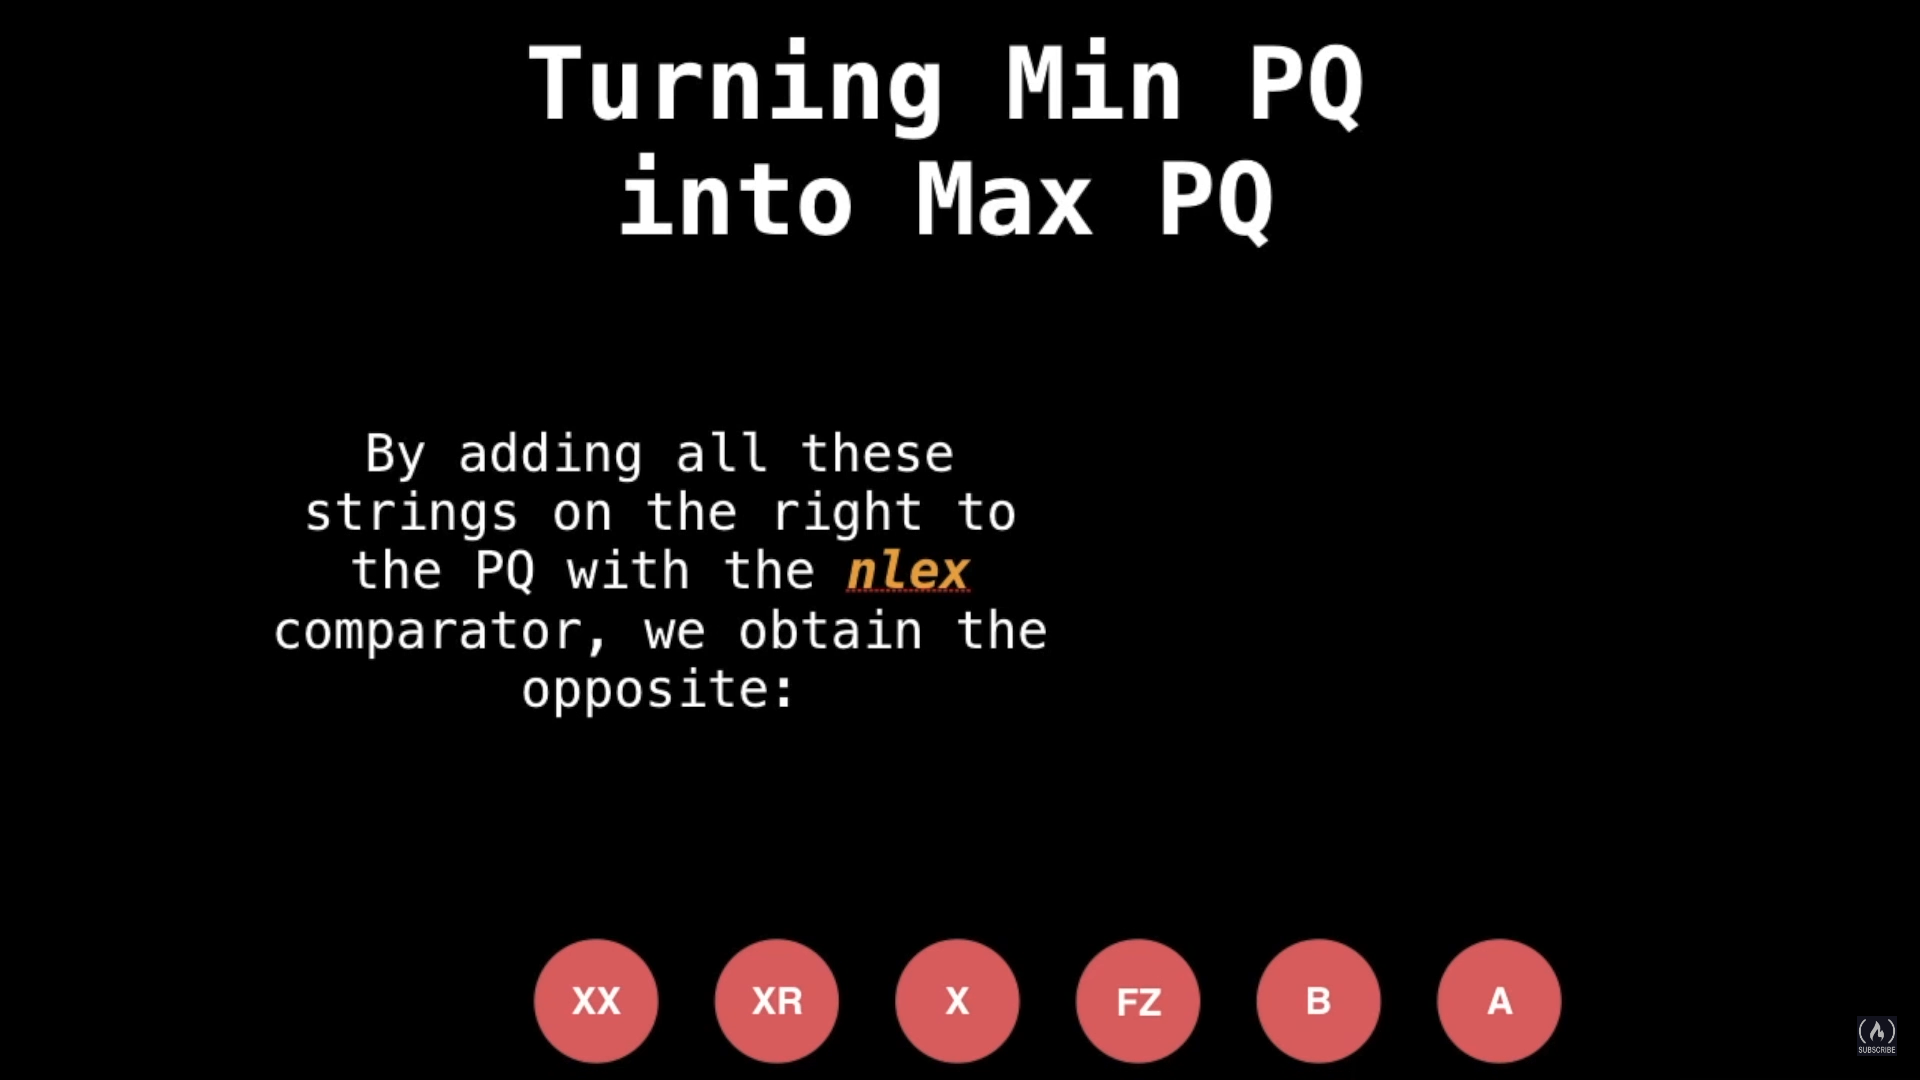 Turning Min PQ
into Max PQ
By adding all these
strings on the right to
the PQ with the nlex
comparator, we obtain the
opposite:
XX XR X FZ B A
SUBSCRIBE